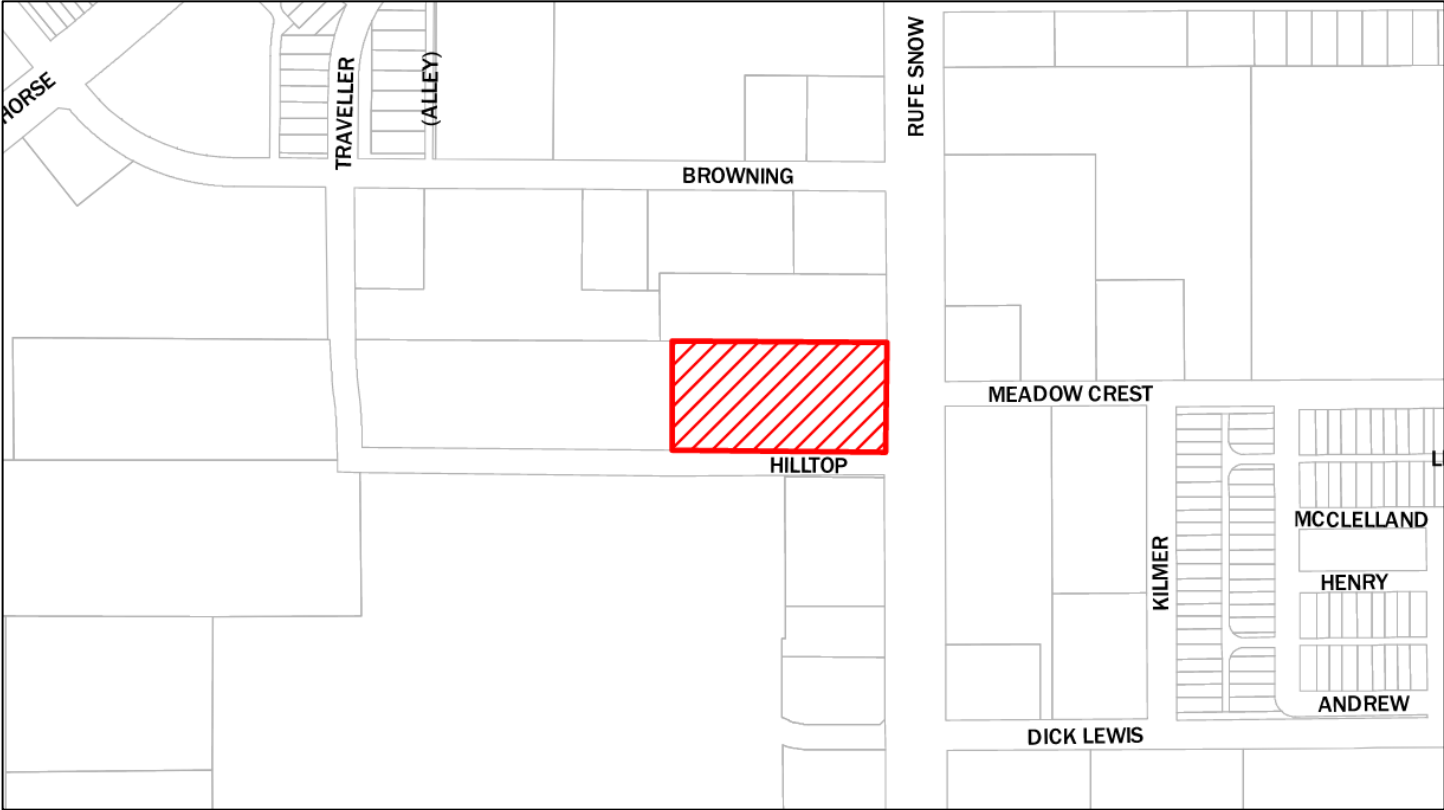 HORSE
TRAVELLER
(ALLEY)
RUFE SNOW
BROWNING
MEADOW CREST
HILLTOP
MCCLELLAND
KILMER
HENRY
ANDREW
DICK LEWIS